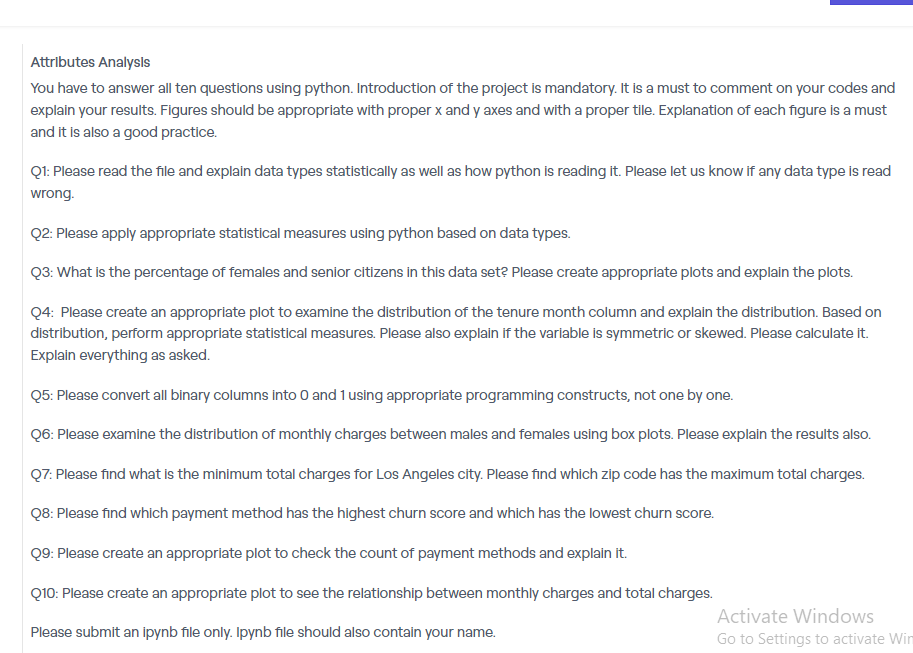 Attributes Analysis
You have to answer all ten questions using python. Introduction of the project is mandatory. It is a must to comment on your codes and
explain your results. Figures should be appropriate with proper x and y axes and with a proper tile. Explanation of each figure is a must
and it is also a good practice.
Q1: Please read the file and explain data types statistically as well as how python is reading it. Please let us know if any data type is read
wrong.
Q2: Please apply appropriate statistical measures using python based on data types.
Q3: What is the percentage of females and senior citizens in this data set? Please create appropriate plots and explain the plots.
Q4: Please create an appropriate plot to examine the distribution of the tenure month column and explain the distribution. Based on
distribution, perform appropriate statistical measures. Please also explain if the variable is symmetric or skewed. Please calculate it.
Explain everything as asked.
Q5: Please convert all binary columns into 0 and 1 using appropriate programming constructs, not one by one.
Q6: Please examine the distribution of monthly charges between males and females using box plots. Please explain the results also.
Q7: Please find what is the minimum total charges for Los Angeles city. Please find which zip code has the maximum total charges.
Q8: Please find which payment method has the highest churn score and which has the lowest churn score.
Q9: Please create an appropriate plot to check the count of payment methods and explain it.
Q10: Please create an appropriate plot to see the relationship between monthly charges and total charges.
Please submit an ipynb file only. Ipynb file should also contain your name.
Activate Windows
Go to Settings to activate Win